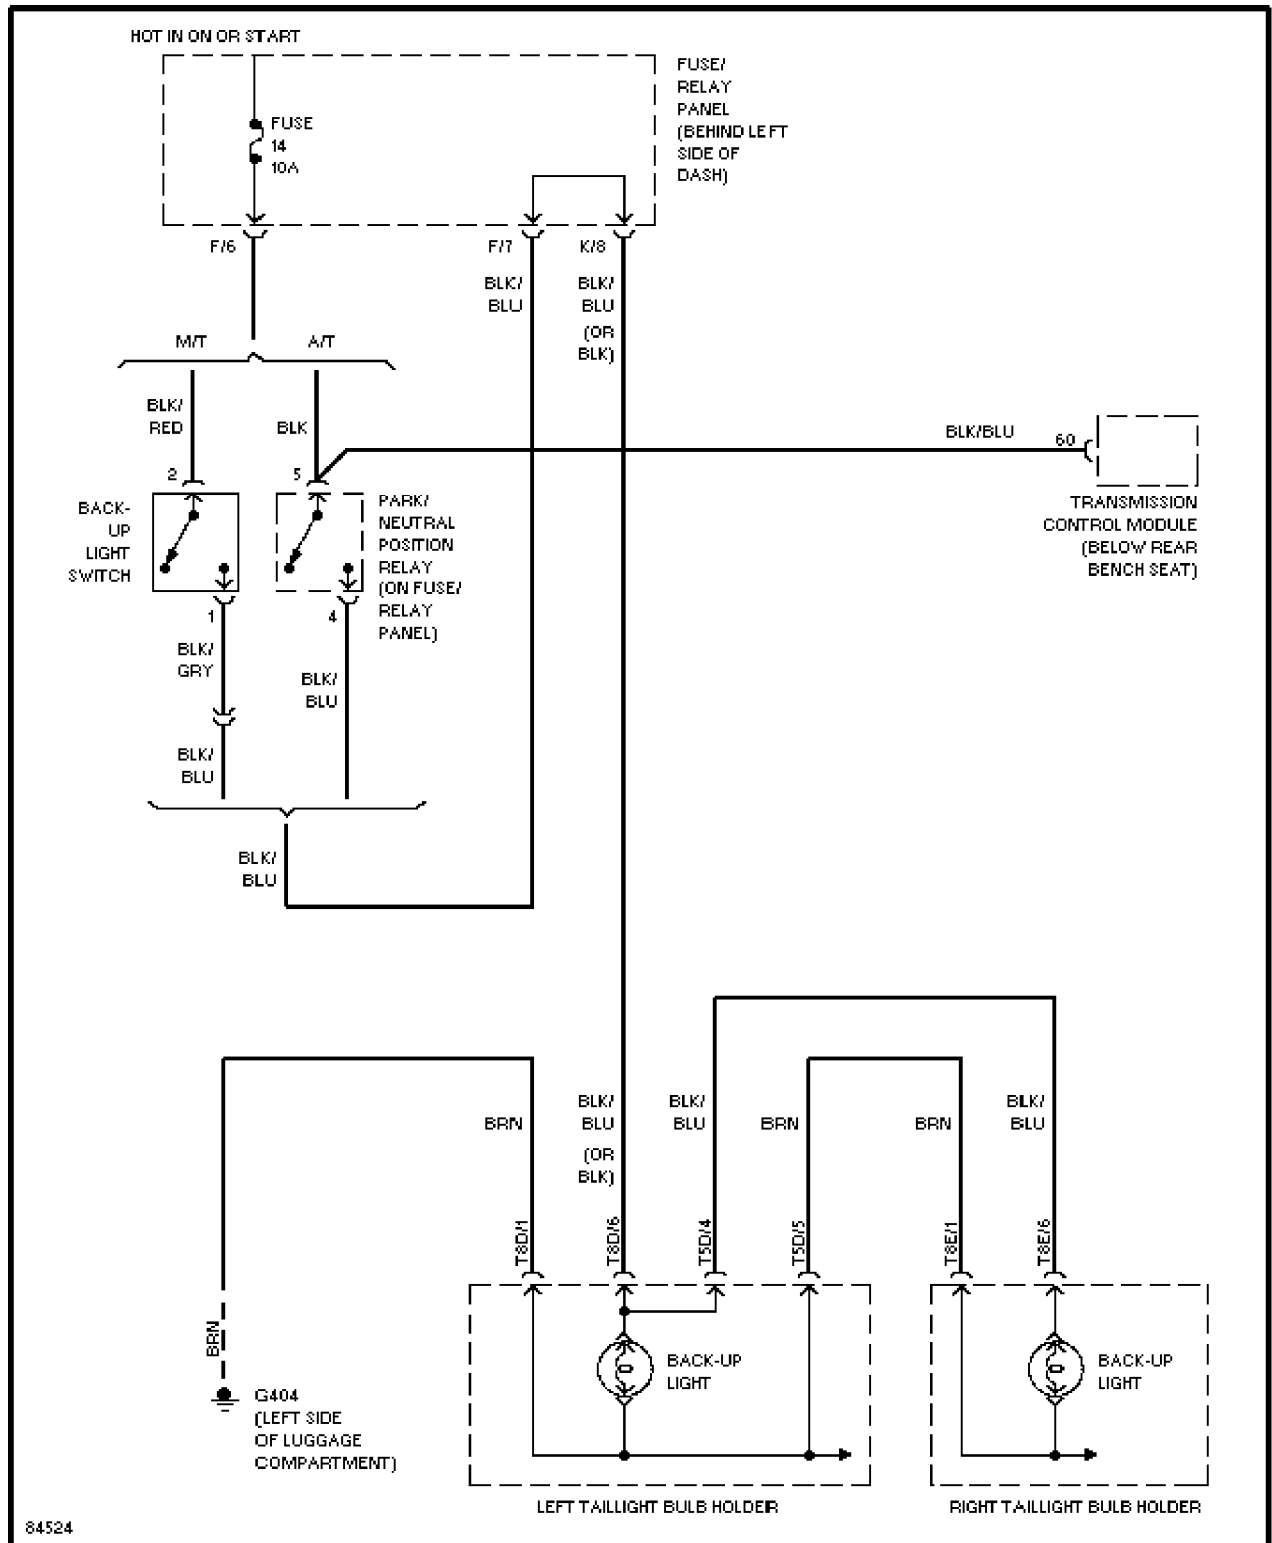 HOT IN ON OR START
FUSE/
RELAY
PANEL
(BEHIND LEFT
SIDE OF
DASH)
FUSE
14
10A
F/6
F/7
K/8
BLK/
BLU
BLK/
BLU
(OR
BLK)
M/T
A/T
BLK/
RED
BLK
BLK/BLU
60
2
5
BACK-
UP
LIGHT
SWITCH
PARK/
NEUTRAL
POSITION
RELAY
(ON FUSE/
RELAY
PANEL)
TRANSMISSION
CONTROL MODULE
(BELOW REAR
BENCH SEAT)
1
4
BLK/
GRY
BLK/
BLU
BLK/
BLU
BLK/
BLU
BRN
BLK/
BLU
(OR
BLK)
BLK/
BLU
BRN
BRN
BLK/
BLU
T8D/1
T8D/6
T5D/4
T5D/5
T8E/1
T8E/6
BRN
BACK-UP
LIGHT
BACK-UP
LIGHT
G404
(LEFT SIDE
OF LUGGAGE
COMPARTMENT)
LEFT TAILLIGHT BULB HOLDER
RIGHT TAILLIGHT BULB HOLDER
84524